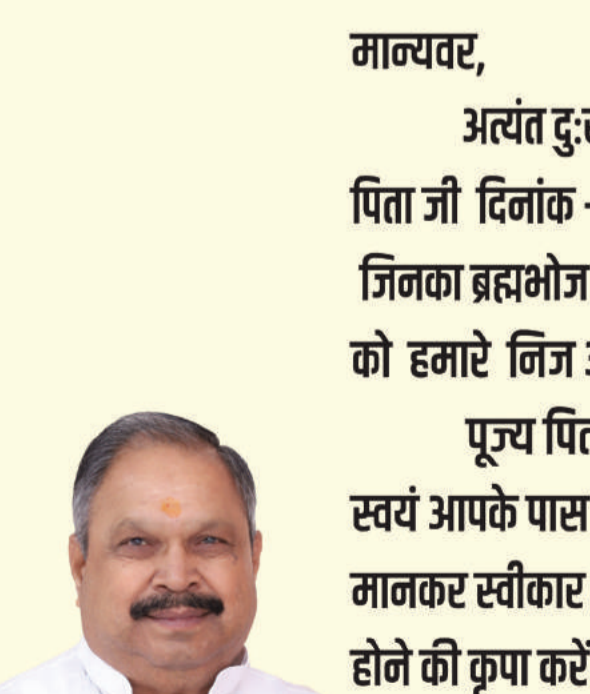 मान्यवर,
अत्यंत
पिता जी दिनांक -
जिनका ब्रह्मभोज
को हमारे निज
पूज्य
स्वयं आपके पास
मानकर स्वीकार
होने की कृपा करें